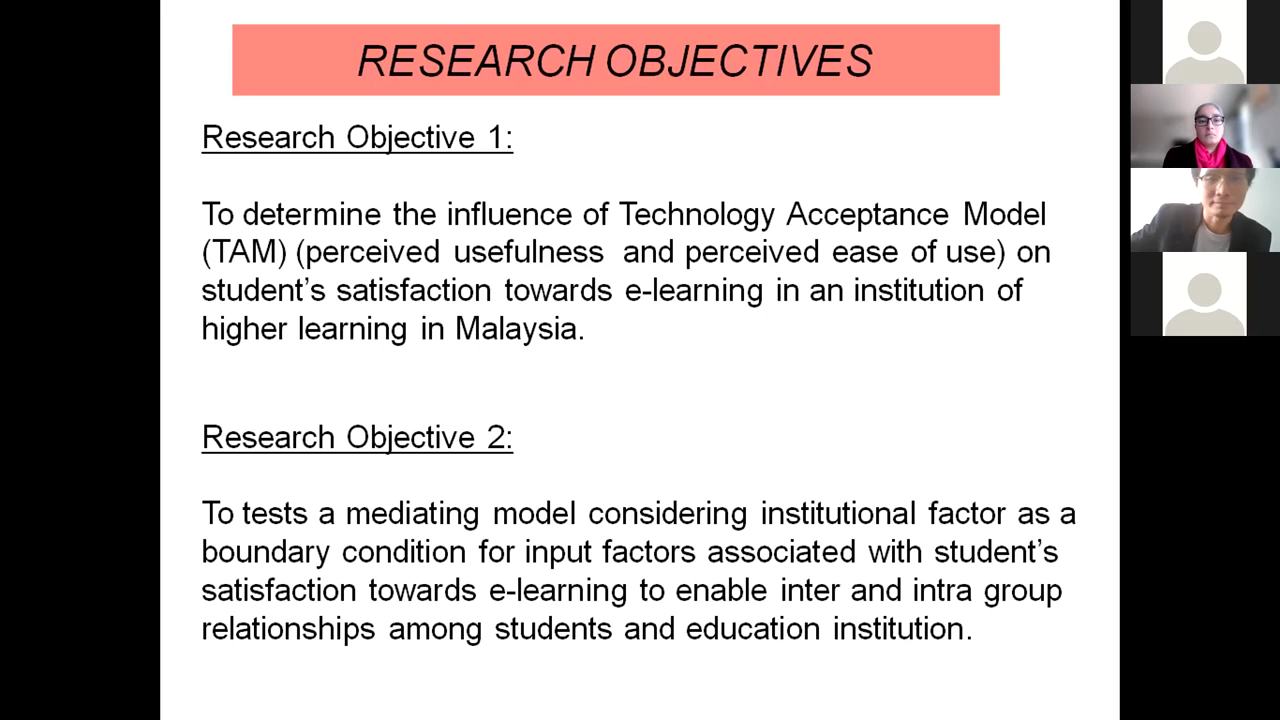 RESEARCH OBJECTIVES
Research Objective 1:
To determine the influence of Technology Acceptance Model
(TAM) (perceived usefulness and perceived ease of use) on
student’s satisfaction towards e-learning in an institution of
higher learning in Malaysia.
Research Objective 2:
To tests a mediating model considering institutional factor as a
boundary condition for input factors associated with student’s
satisfaction towards e-learning to enable inter and intra group
relationships among students and education institution.